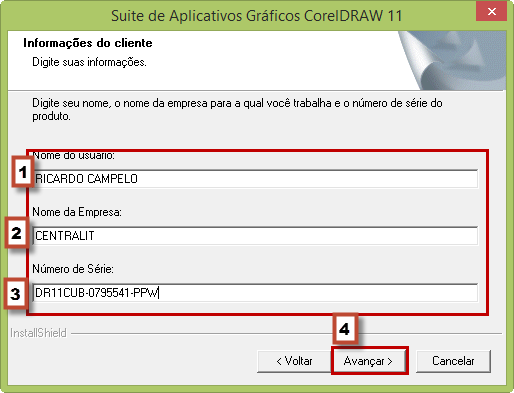 Suite de Aplicativos Gráficos CorelDRAW 11
Informações do cliente
Digite suas informações.
Digite seu nome, o nome da empresa para a qual você trabalha e o número de série do
produto.
Nome do usuário:
1
RICARDO CAMPELO
Nome da Empresa:
2
CENTRALIT
Número de Série:
3
DR11CUB-0795541-PPW
4
InstallShield
< Voltar
Avançar >
Cancelar